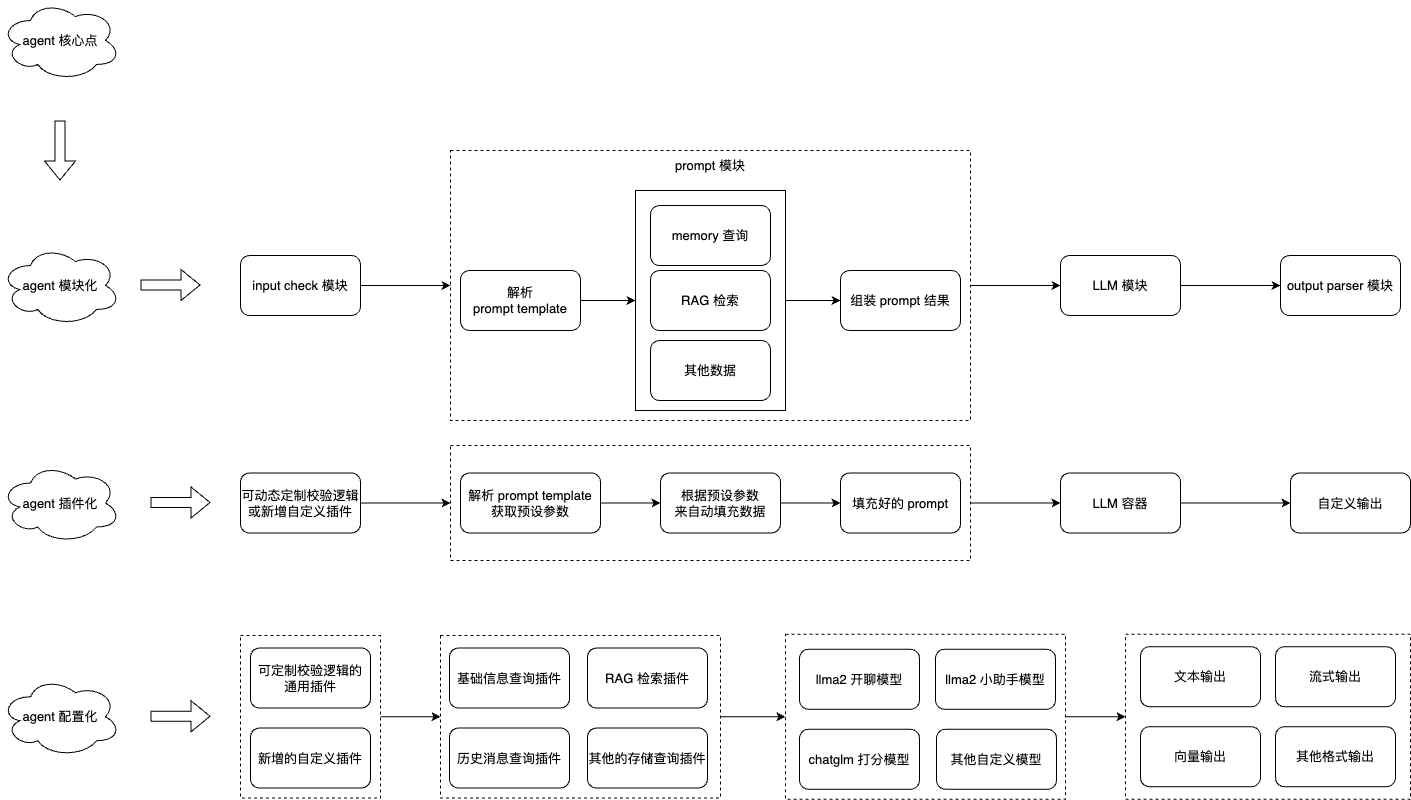 agent 核心点
prompt 模块
agent 模块化
input check 模块
解析
prompt template
memory 查询
RAG 检索
其他数据
组装 prompt 结果
LLM 模块
output parser 模块
agent 插件化
可动态定制校验逻辑
或新增自定义插件
解析 prompt template
获取预设参数
根据预设参数
来自动填充数据
填充好的 prompt
LLM 容器
自定义输出
agent 配置化
可定制校验逻辑的
通用插件
新增的自定义插件
基础信息查询插件
RAG 检索插件
历史消息查询插件
其他的存储查询插件
llma2 开聊模型
llma2 小助手模型
chatglm 打分模型
其他自定义模型
文本输出
流式输出
向量输出
其他格式输出